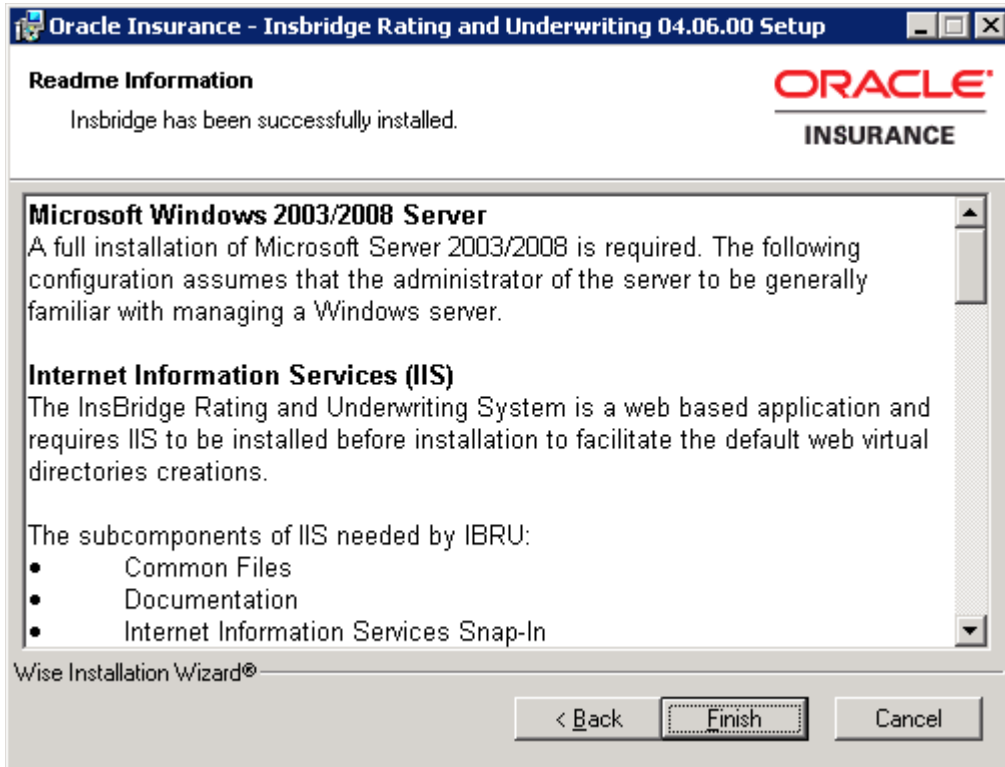 Oracle Insurance - Insbridge Rating and Underwriting 04.06.00 Setup
Readme Information
Insbridge has been successfully installed.
ORACLE®
INSURANCE
Microsoft Windows 2003/2008 Server
A full installation of Microsoft Server 2003/2008 is required. The following
configuration assumes that the administrator of the server to be generally
familiar with managing a Windows server.
Internet Information Services (IIS)
The InsBridge Rating and Underwriting System is a web based application and
requires IIS to be installed before installation to facilitate the default web virtual
directories creations.
The subcomponents of IIS needed by IBRU:
• Common Files
• Documentation
• Internet Information Services Snap-In
Wise Installation Wizard®
< Back
Finish
Cancel